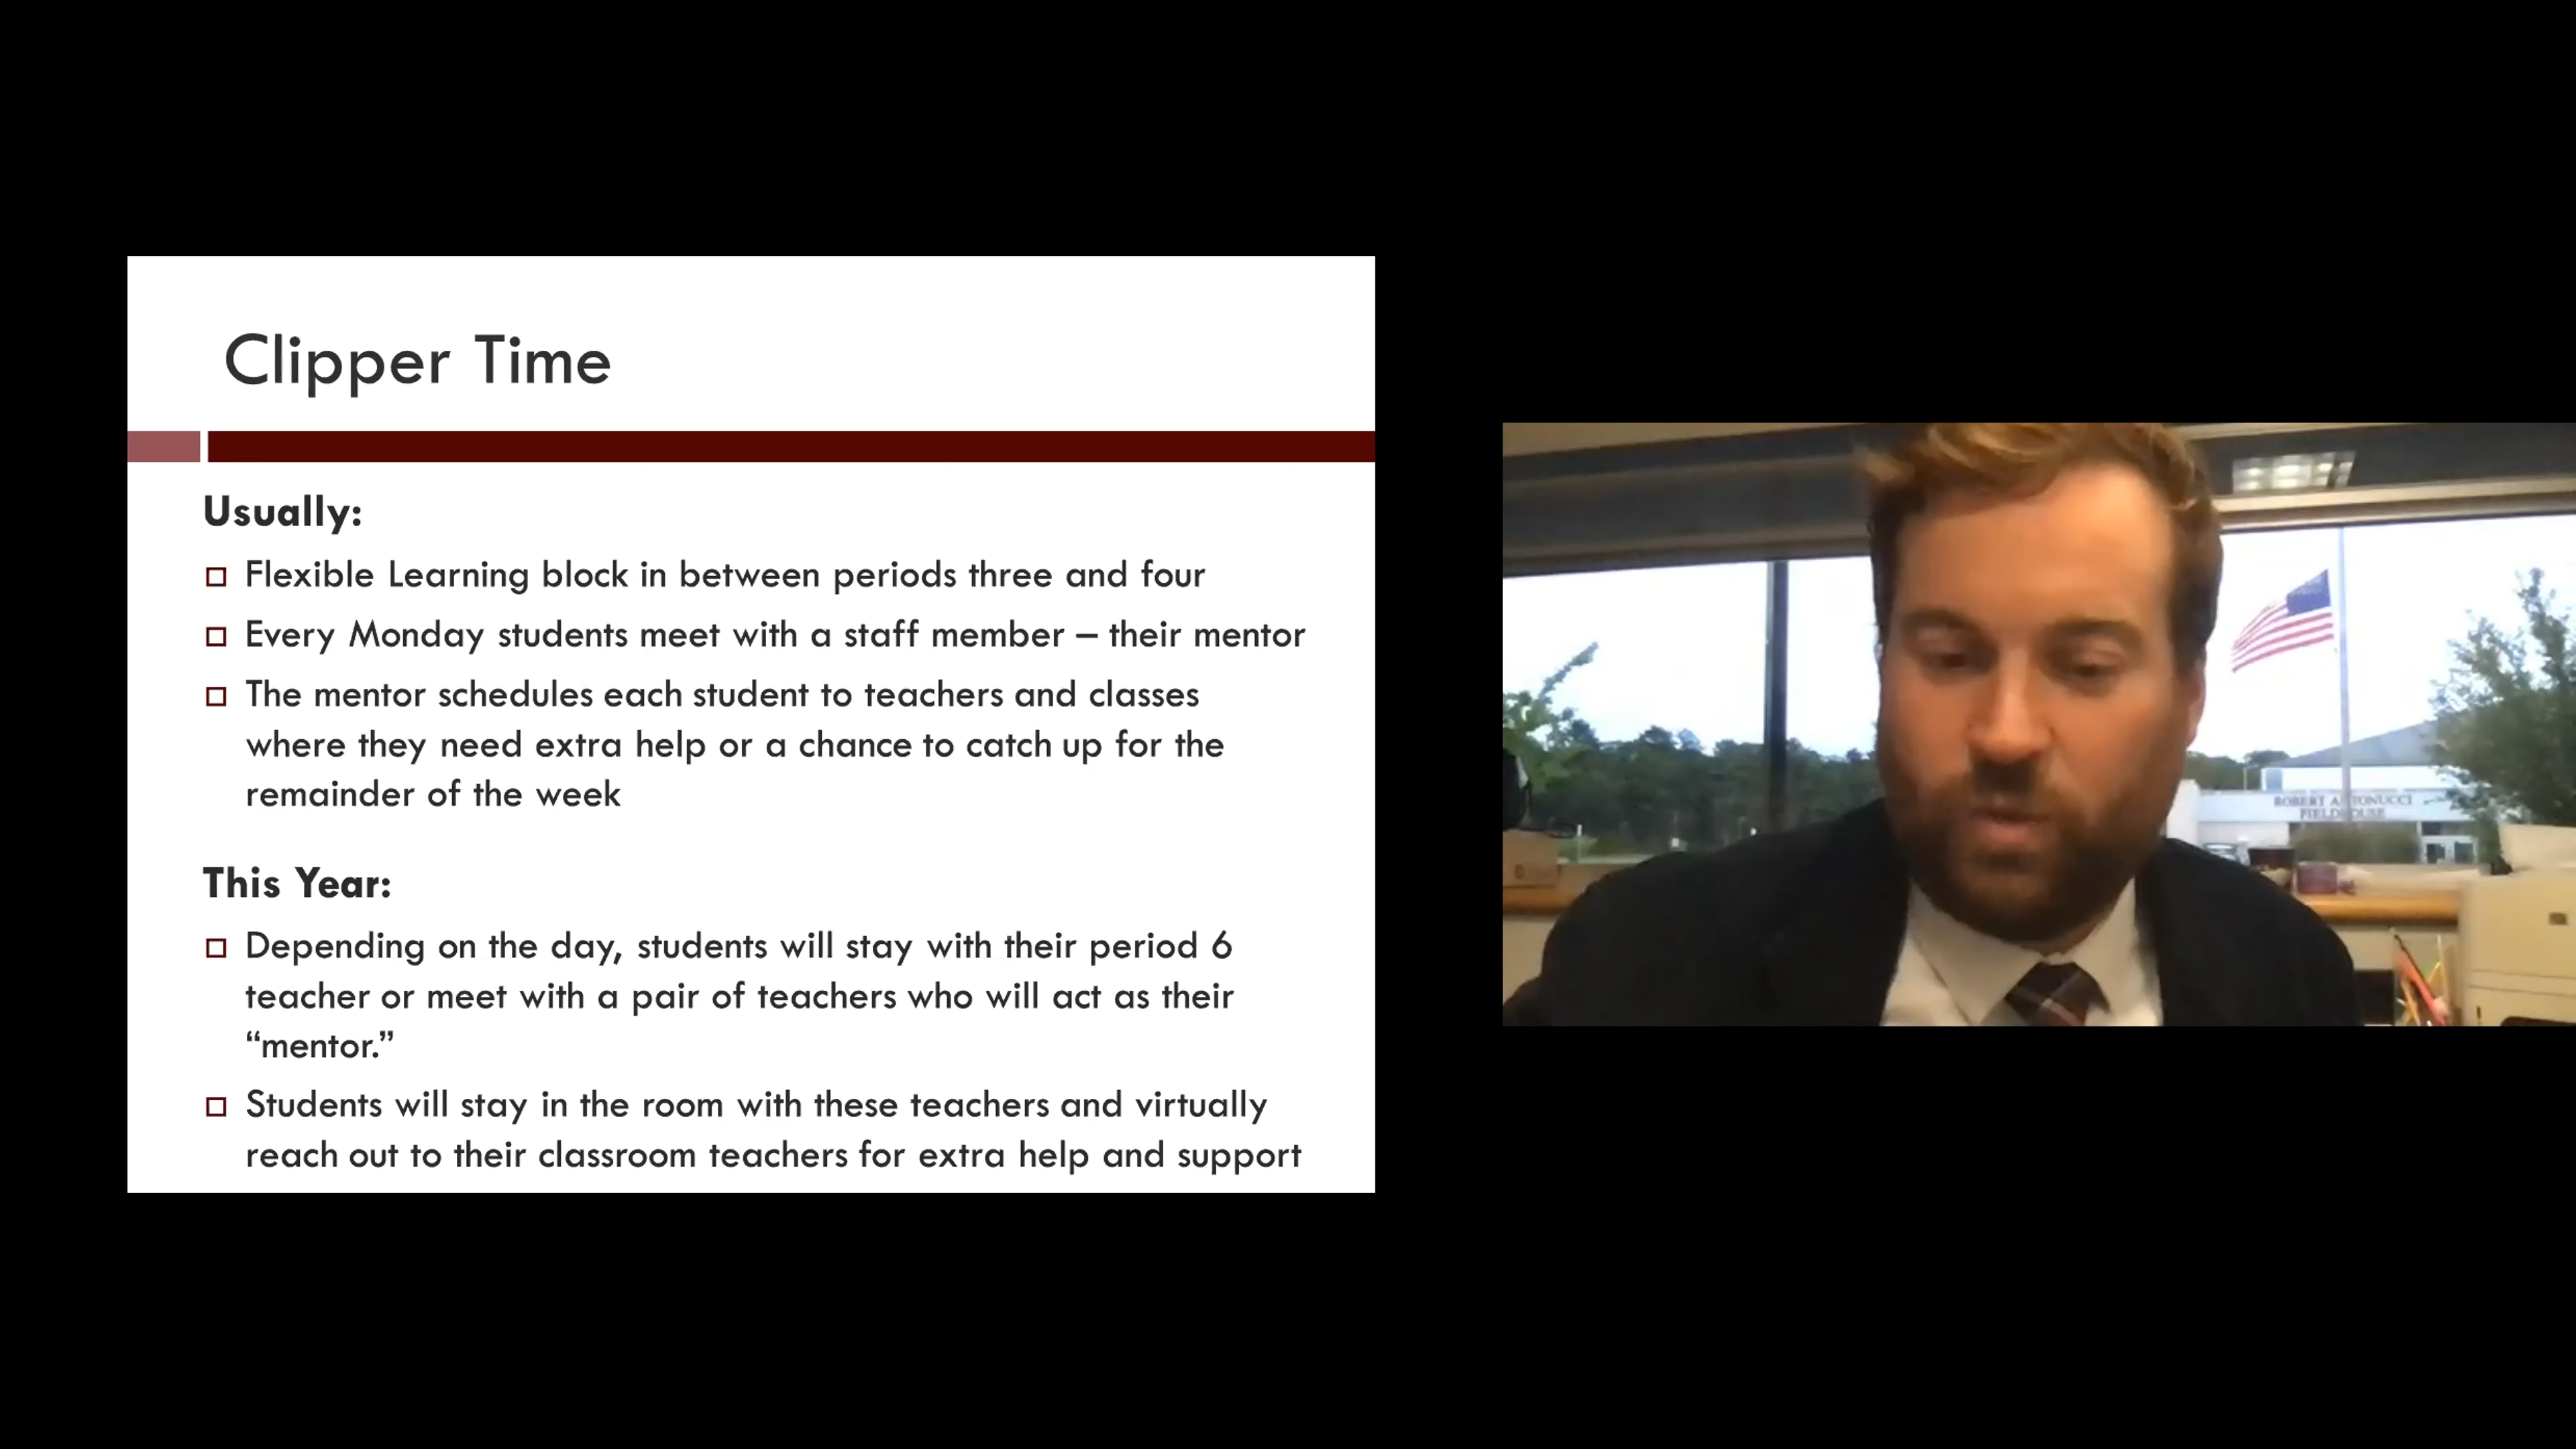 Clipper Time
Usually:
Flexible Learning block in between periods three and four
Every Monday students meet with a staff member – their mentor
The mentor schedules each student to teachers and classes
where they need extra help or a chance to catch up for the
remainder of the week
This Year:
Depending on the day, students will stay with their period 6
teacher or meet with a pair of teachers who will act as their
“mentor.”
Students will stay in the room with these teachers and virtually
reach out to their classroom teachers for extra help and support
ROBERT ANTONUCCI
FIELDHOUSE